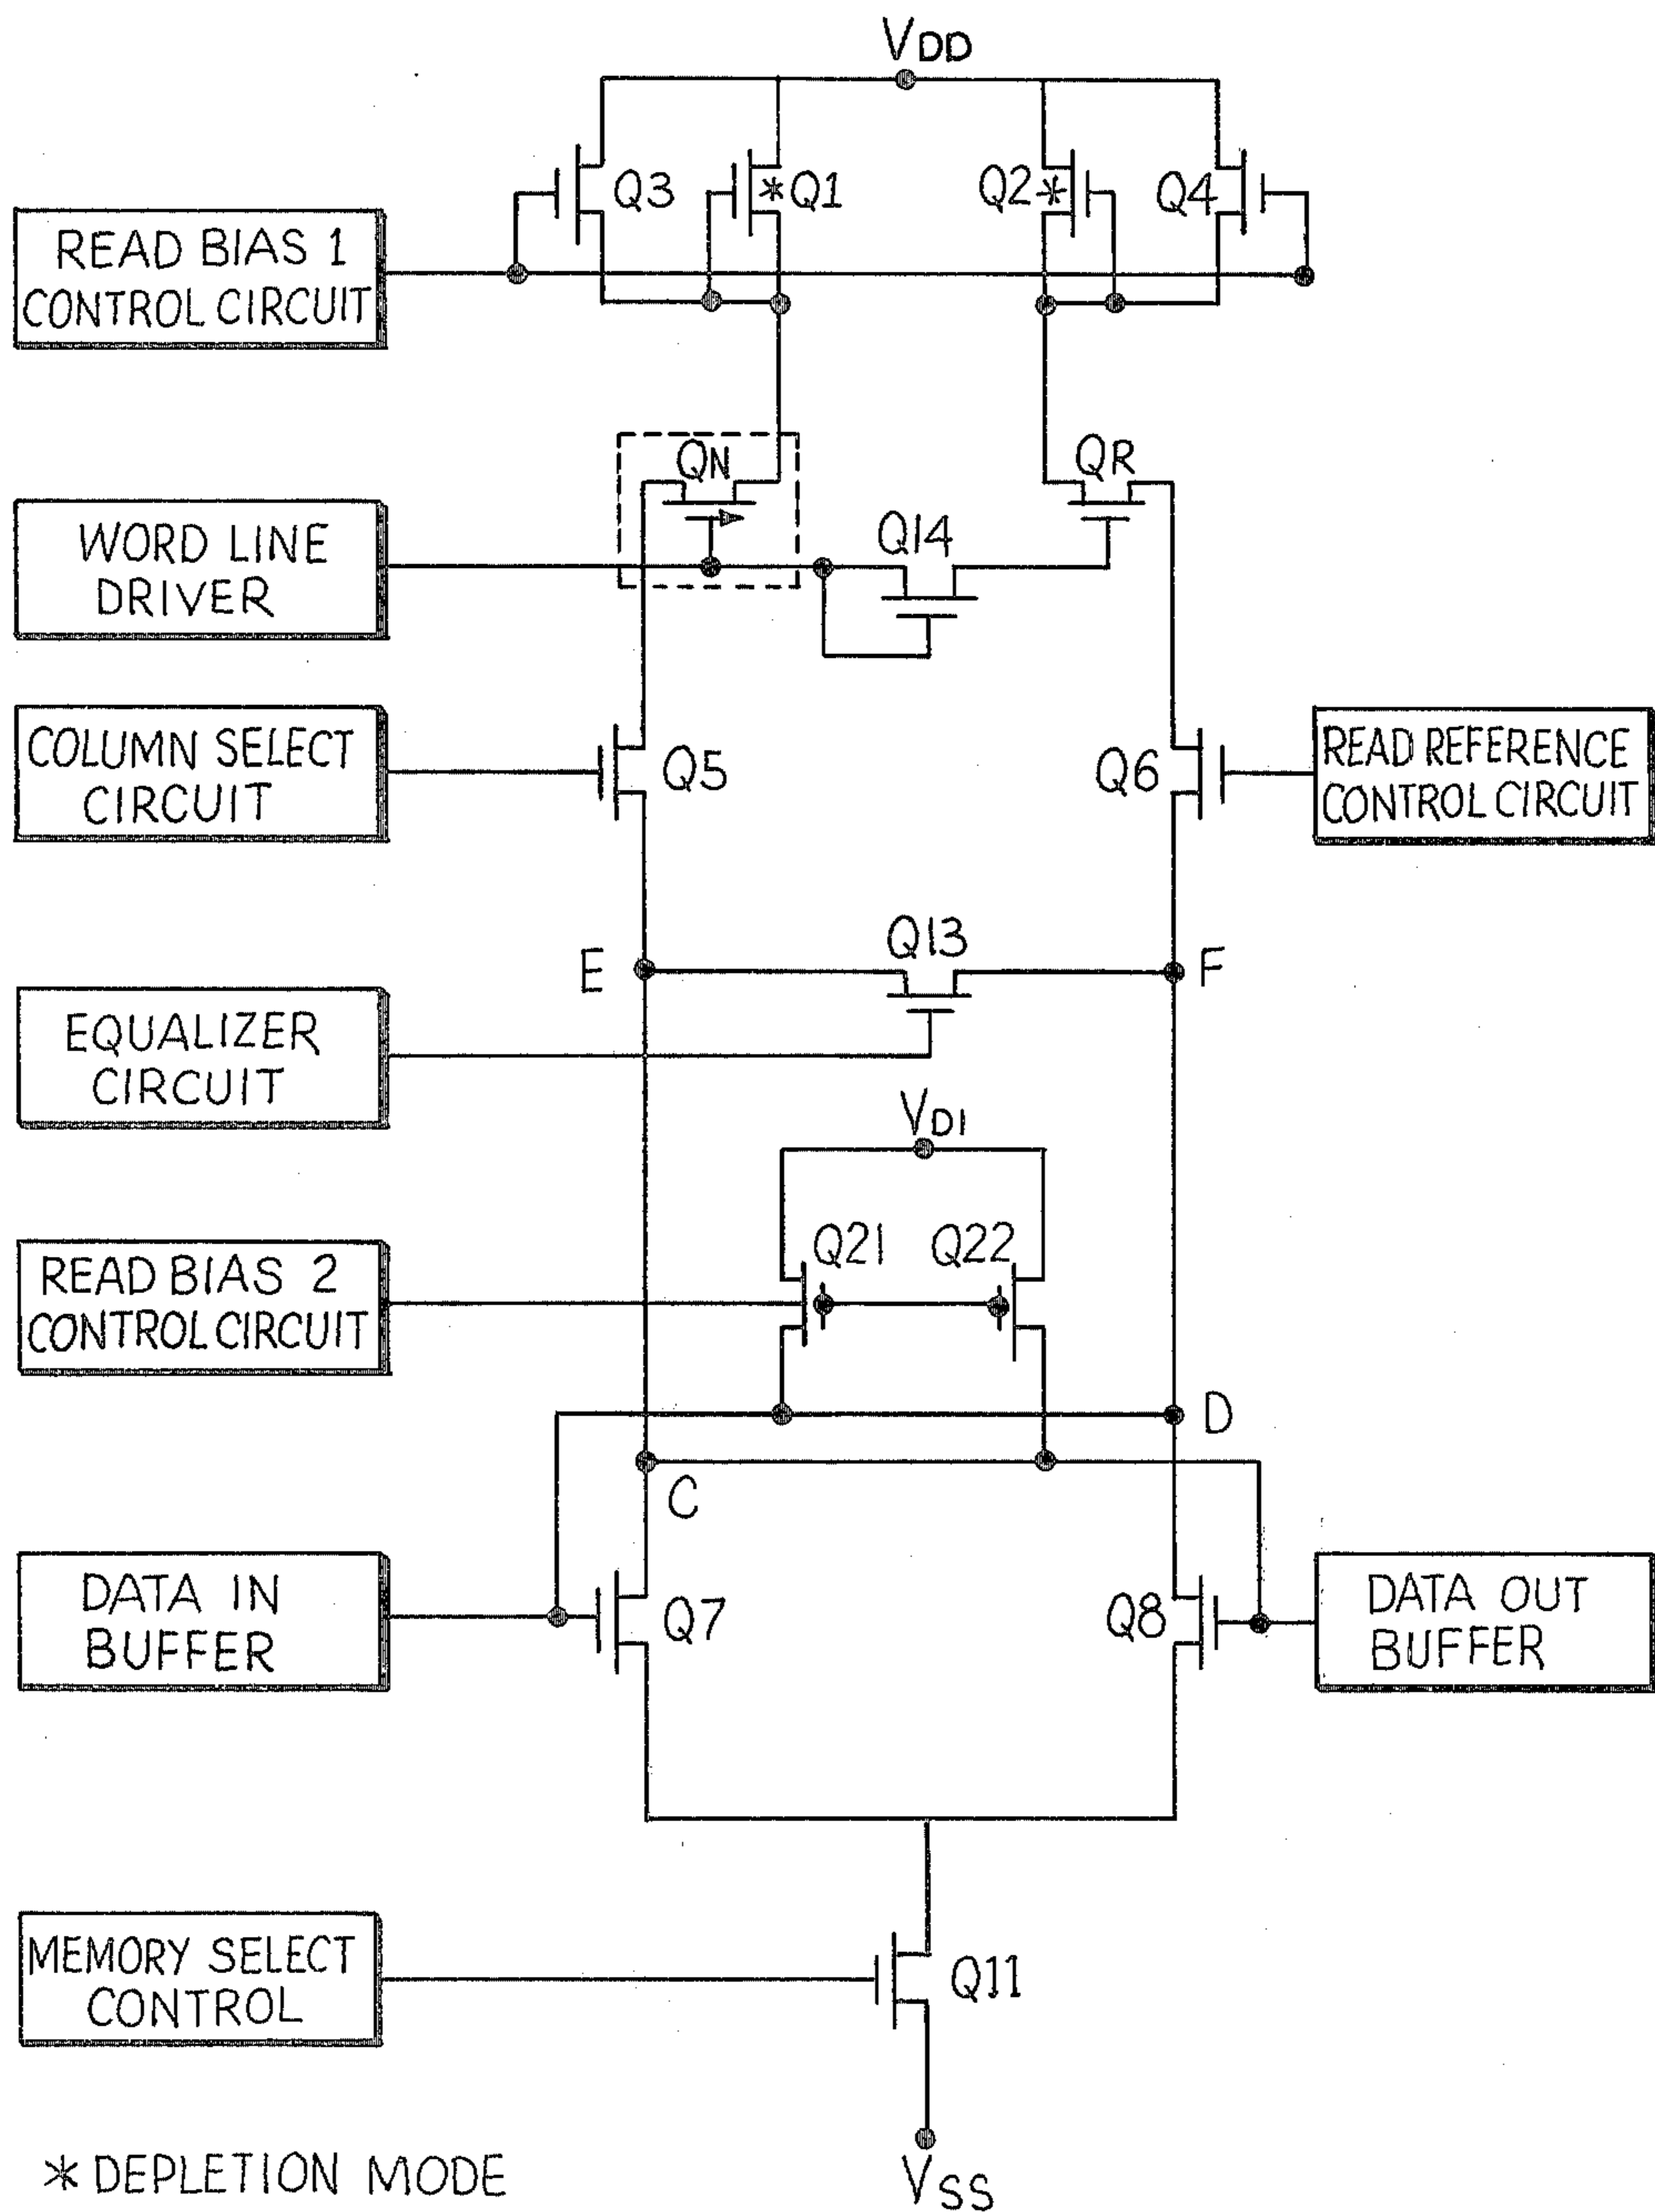 VDD
Q3
*Q1
Q2*
Q4
READ BIAS 1
CONTROL CIRCUIT
QN
QR
WORD LINE
DRIVER
Q14
COLUMN SELECT
CIRCUIT
Q5
Q6
READ REFERENCE
CONTROL CIRCUIT
Q13
E
F
EQUALIZER
CIRCUIT
VD1
Q21
Q22
READ BIAS 2
CONTROL CIRCUIT
D
C
DATA IN
BUFFER
Q7
Q8
DATA OUT
BUFFER
MEMORY SELECT
CONTROL
Q11
* DEPLETION MODE
VSS